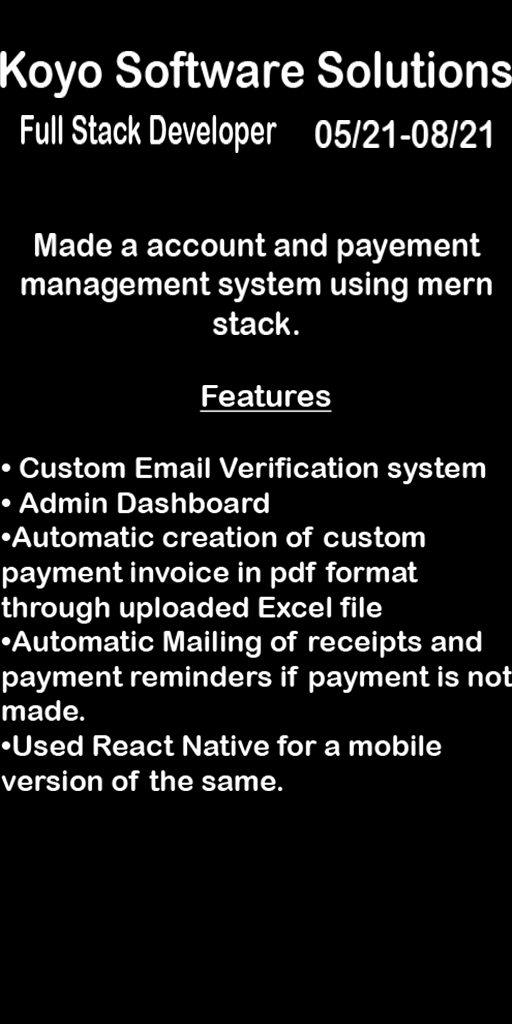 Koyo Software Solutions
Full Stack Developer 05/21-08/21
Made a account and payement
management system using mern
stack.
Features
• Custom Email Verification system
• Admin Dashboard
•Automatic creation of custom
payment invoice in pdf format
through uploaded Excel file
•Automatic Mailing of receipts and
payment reminders if payment is not
made.
•Used React Native for a mobile
version of the same.